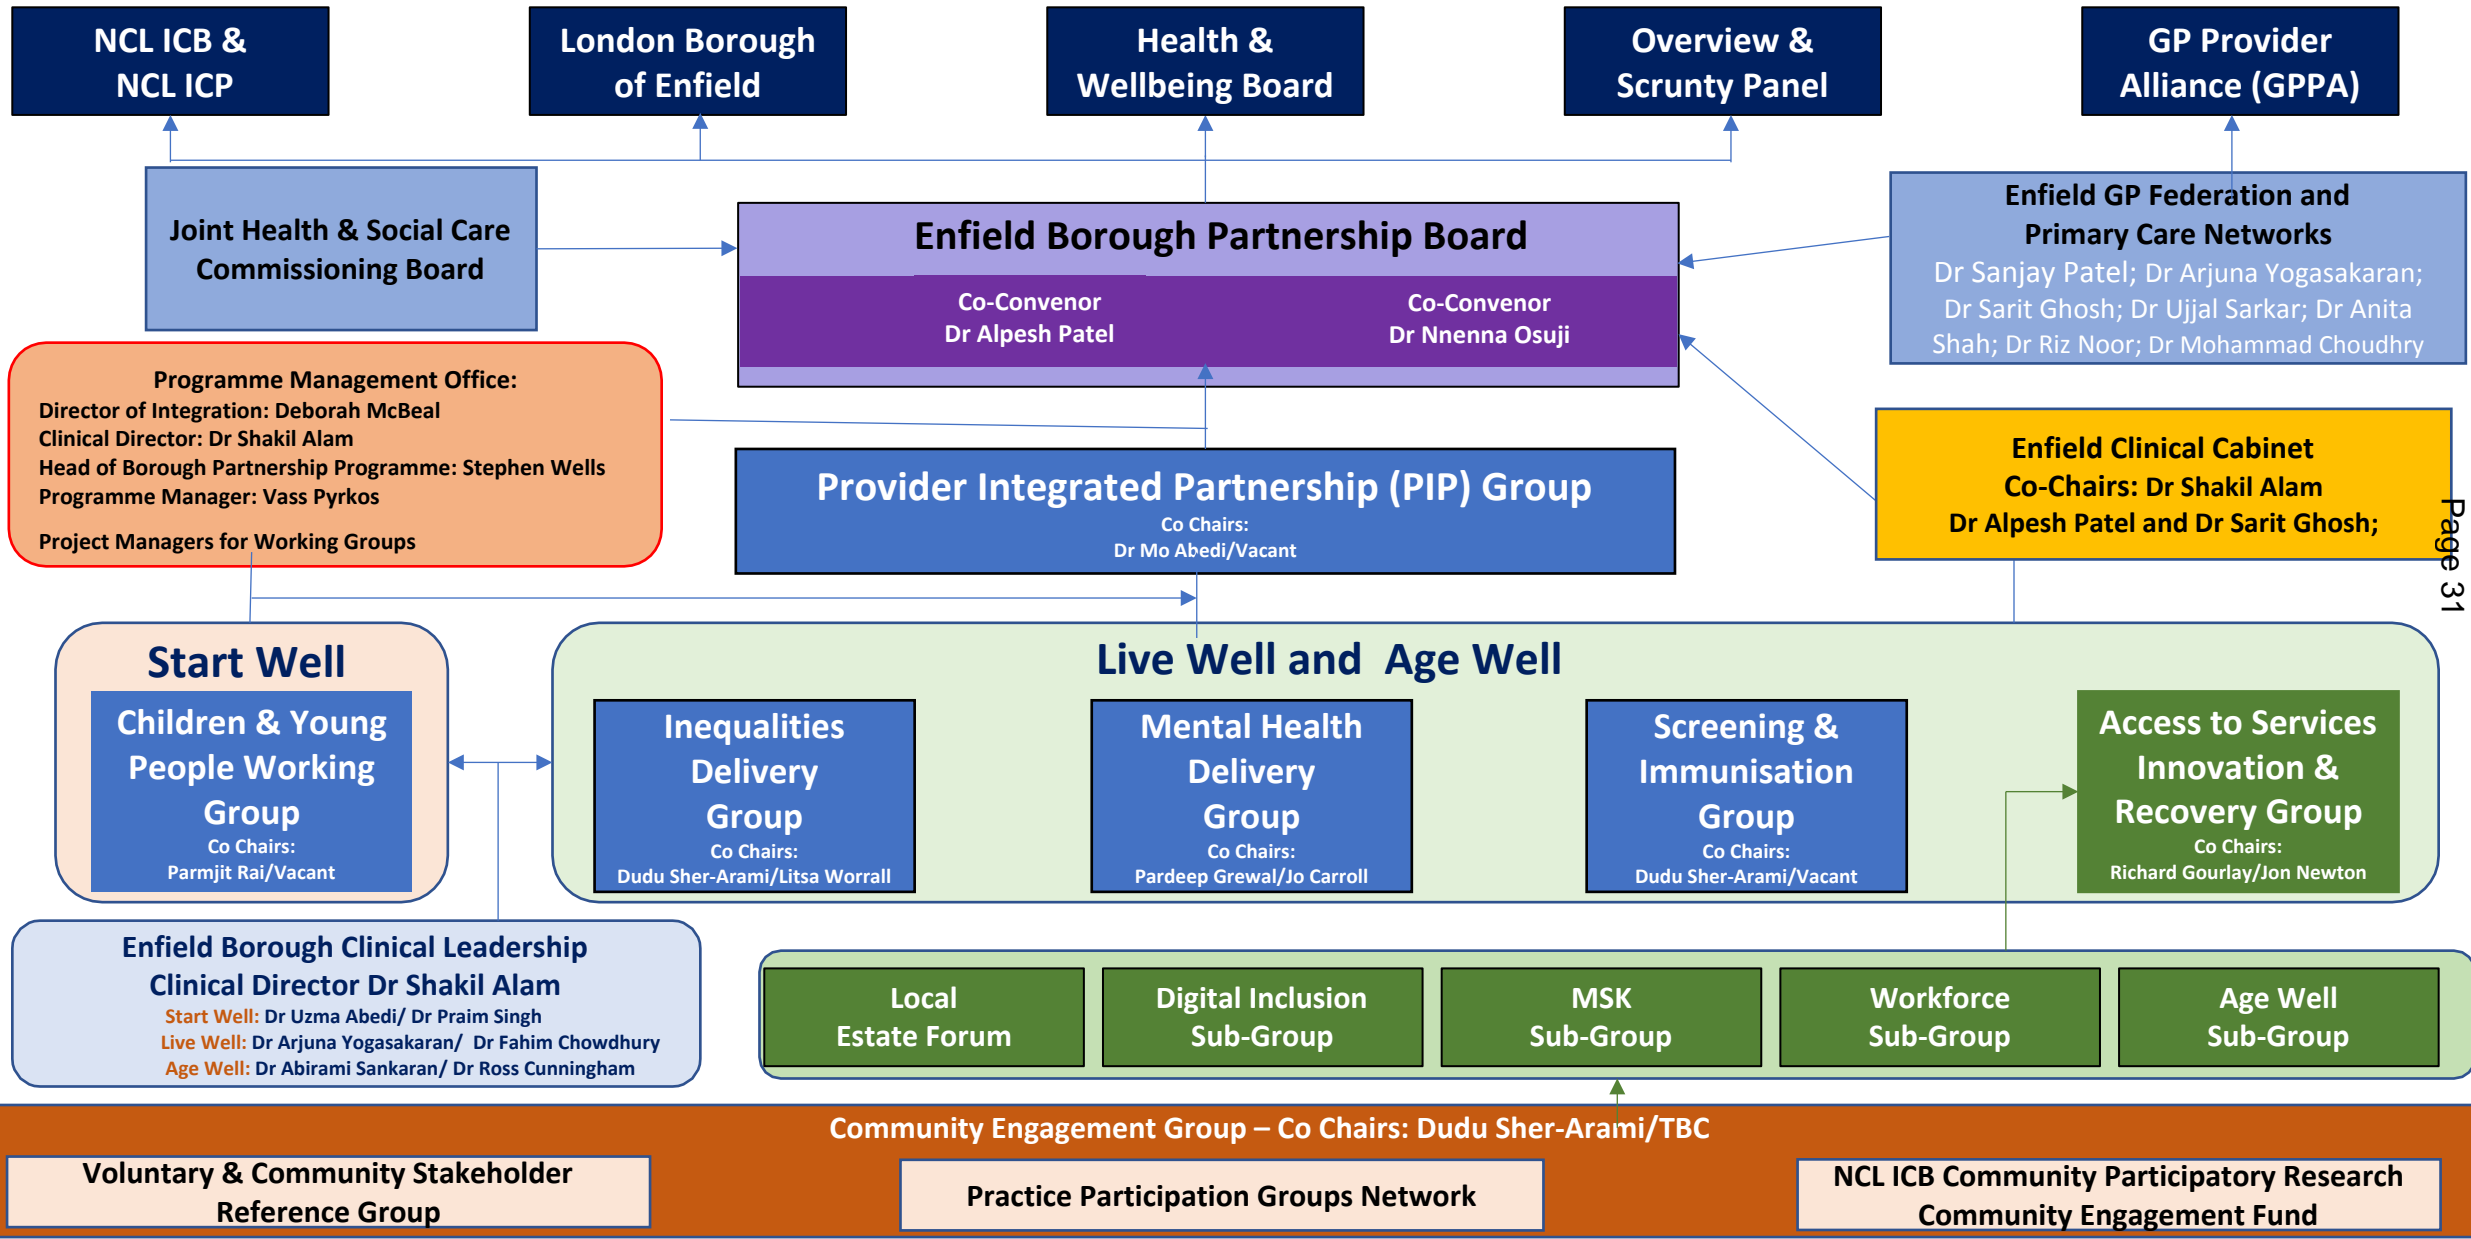 NCL ICB &
NCL ICP
London Borough
of Enfield
Health &
Wellbeing Board
Overview &
Scrunty Panel
GP Provider
Alliance (GPPA)
Joint Health & Social Care
Commissioning Board
Enfield Borough Partnership Board
Co-Convenor
Dr Alpesh Patel
Co-Convenor
Dr Nnenna Osuji
Enfield GP Federation and
Primary Care Networks
Dr Sanjay Patel; Dr Arjuna Yogasakaran;
Dr Sarit Ghosh; Dr Ujjal Sarkar; Dr Anita
Shah; Dr Riz Noor; Dr Mohammad Choudhry
Programme Management Office:
Director of Integration: Deborah McBeal
Clinical Director: Dr Shakil Alam
Head of Borough Partnership Programme: Stephen Wells
Programme Manager: Vass Pyrkos
Project Managers for Working Groups
Provider Integrated Partnership (PIP) Group
Co Chairs:
Dr Mo Abedi/Vacant
Enfield Clinical Cabinet
Co-Chairs: Dr Shakil Alam
Dr Alpesh Patel and Dr Sarit Ghosh;
Page 31
Start Well
Children & Young
People Working
Group
Co Chairs:
Parmjit Rai/Vacant
Live Well and  Age Well
Inequalities
Delivery
Group
Co Chairs:
Dudu Sher-Arami/Litsa Worrall
Mental Health
Delivery
Group
Co Chairs:
Pardeep Grewal/Jo Carroll
Screening &
Immunisation
Group
Co Chairs:
Dudu Sher-Arami/Vacant
Access to Services
Innovation &
Recovery Group
Co Chairs:
Richard Gourlay/Jon Newton
Enfield Borough Clinical Leadership
Clinical Director Dr Shakil Alam
Start Well: Dr Uzma Abedi/ Dr Praim Singh
Live Well: Dr Arjuna Yogasakaran/  Dr Fahim Chowdhury
Age Well: Dr Abirami Sankaran/ Dr Ross Cunningham
Local
Estate Forum
Digital Inclusion
Sub-Group
MSK
Sub-Group
Workforce
Sub-Group
Age Well
Sub-Group
Community Engagement Group – Co Chairs: Dudu Sher-Arami/TBC
Voluntary & Community Stakeholder
Reference Group
Practice Participation Groups Network
NCL ICB Community Participatory Research
Community Engagement Fund